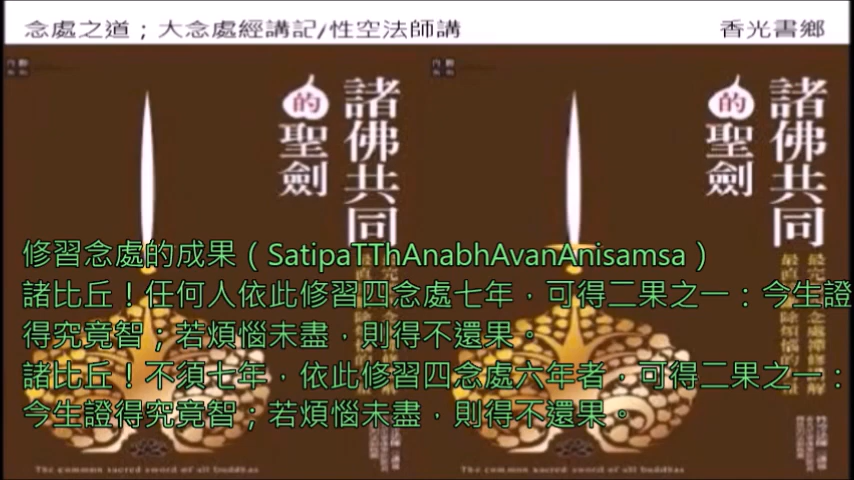 念處之道；大念處經講記/性空法師講
香光書鄉
諸佛共同
的聖劍
諸佛共同
的聖劍
修習念處的成果（SatipaTThAnabhAvanAnisamsa）
諸比丘！任何人依此修習四念處七年，可得二果之一：今生證
得究竟智；若煩惱未盡，則得不還果。
諸比丘！不須七年，依此修習四念處六年者，可得二果之一：
今生證得究竟智；若煩惱未盡，則得不還果。
The common sacred sword of all buddhas
The common sacred sword of all buddhas